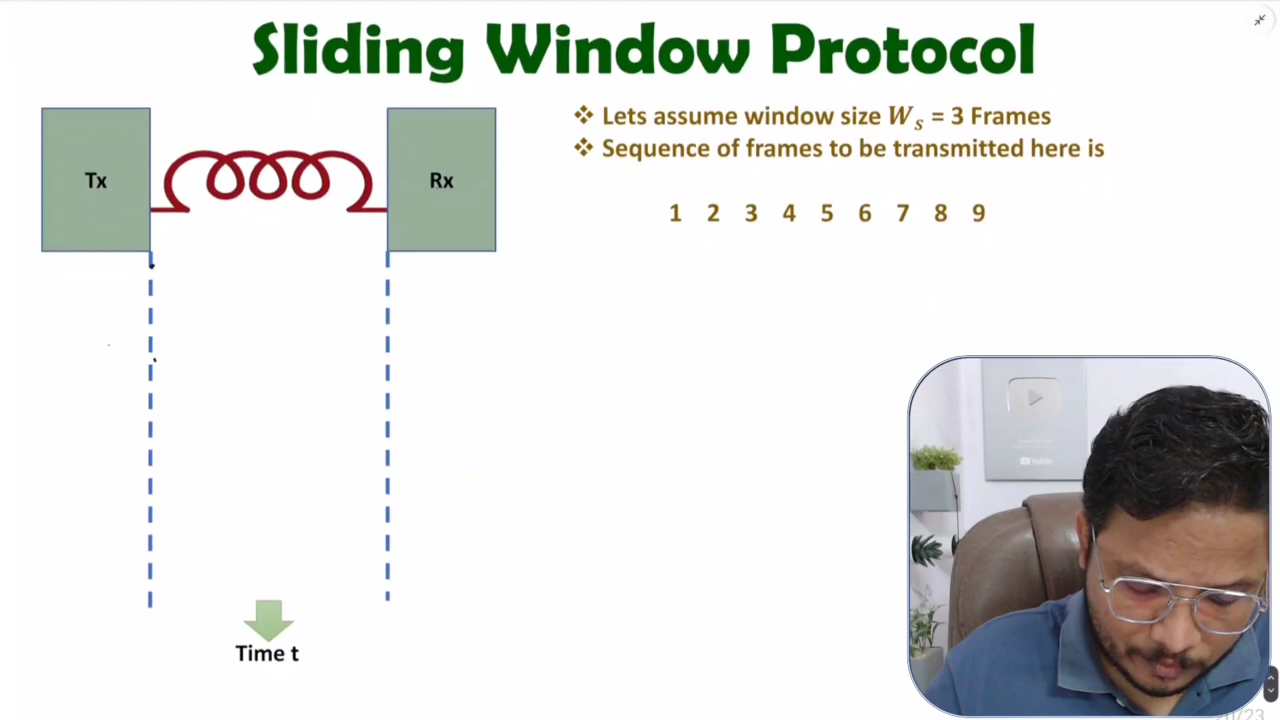 Sliding Window Protocol
Tx
Rx
❖ Lets assume window size Wₛ = 3 Frames
❖ Sequence of frames to be transmitted here is
1 2 3 4 5 6 7 8 9
Time t